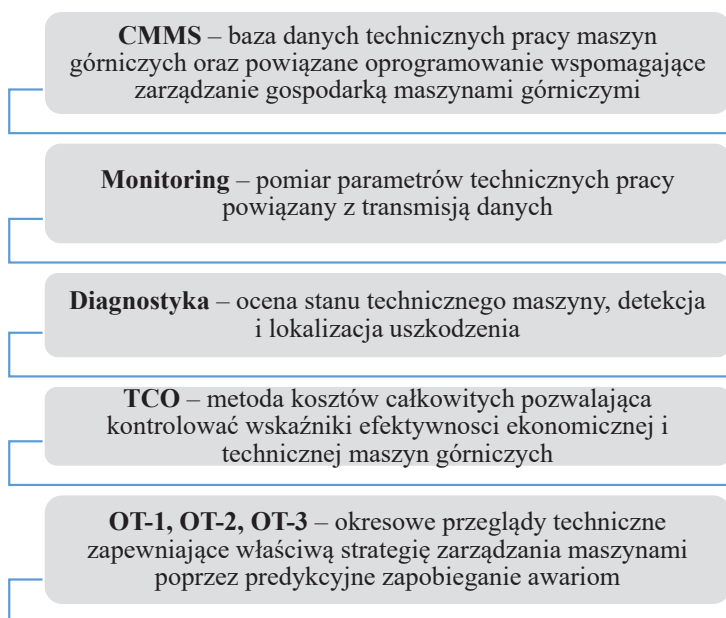 CMMS – baza danych technicznych pracy maszyn
górniczych oraz powiązane oprogramowanie wspomagające
zarządzanie gospodarką maszynami górniczymi
Monitoring – pomiar parametrów technicznych pracy
powiązany z transmisją danych
Diagnostyka – ocena stanu technicznego maszyny, detekcja
i lokalizacja uszkodzenia
TCO – metoda kosztów całkowitych pozwalająca
kontrolować wskaźniki efektywnosci ekonomicznej i
technicznej maszyn górniczych
OT-1, OT-2, OT-3 – okresowe przeglądy techniczne
zapewniające właściwą strategię zarządzania maszynami
poprzez predykcyjne zapobieganie awariom